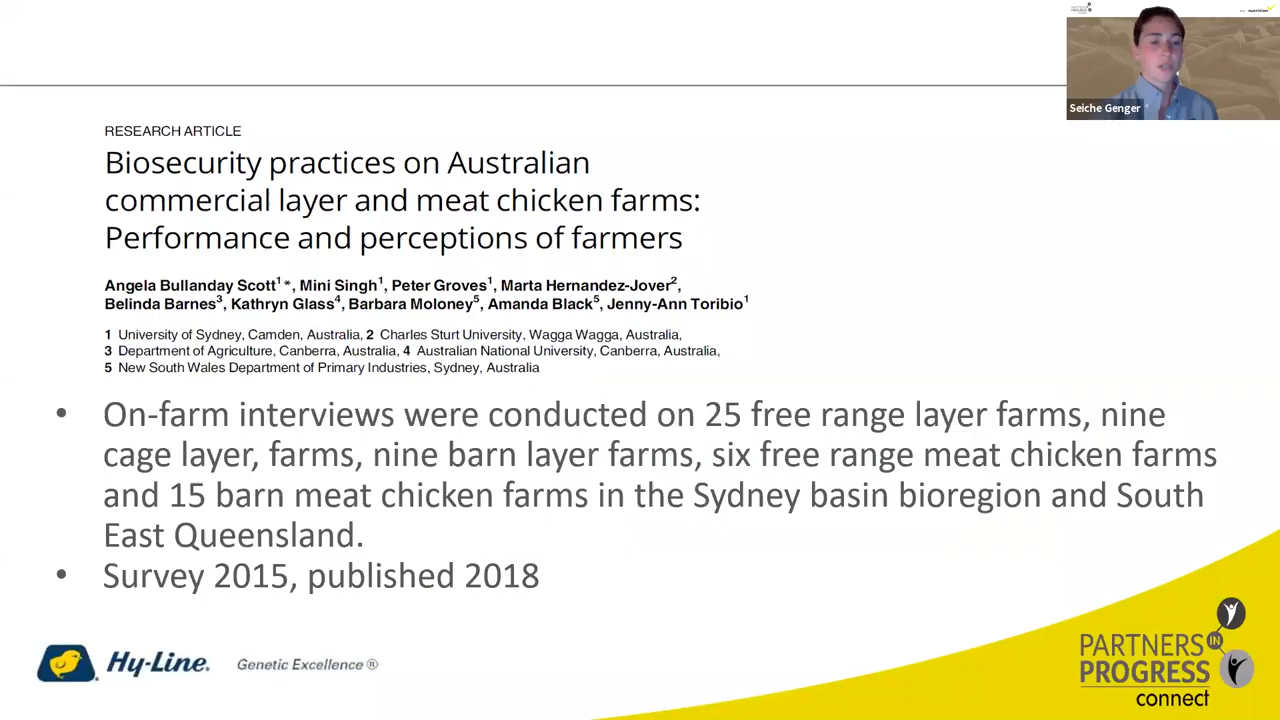 PARTNERS IN
PROGRESS
nutrition
Seiche Genger
RESEARCH ARTICLE
Biosecurity practices on Australian
commercial layer and meat chicken farms:
Performance and perceptions of farmers
Angela Bullanday Scott1*, Mini Singh1, Peter Groves1, Marta Hernandez-Jover2,
Belinda Barnes3, Kathryn Glass4, Barbara Moloney5, Amanda Black5, Jenny-Ann Toribio1
1 University of Sydney, Camden, Australia, 2 Charles Sturt University, Wagga Wagga, Australia,
3 Department of Agriculture, Canberra, Australia, 4 Australian National University, Canberra, Australia,
5 New South Wales Department of Primary Industries, Sydney, Australia
• On-farm interviews were conducted on 25 free range layer farms, nine
cage layer, farms, nine barn layer farms, six free range meat chicken farms
and 15 barn meat chicken farms in the Sydney basin bioregion and South
East Queensland.
• Survey 2015, published 2018
Hy-Line®
Genetic Excellence ®
PARTNERS IN
PROGRESS
connect